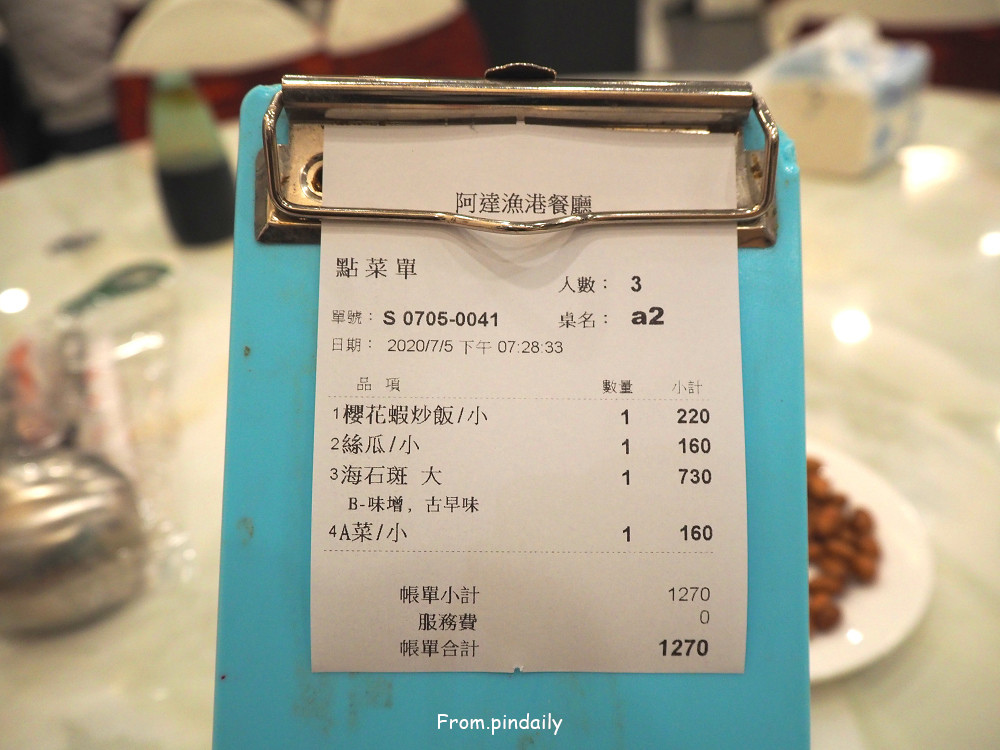 阿達漁港餐廳
點菜單
人數： 3
單號： S 0705-0041
桌名： a2
日期： 2020/7/5 下午 07:28:33
品 項 數量 小計
1櫻花蝦炒飯/小 1 220
2絲瓜/小 1 160
3海石斑 大 1 730
B-味增, 古早味
4A菜/小 1 160
帳單小計 1270
服務費 0
帳單合計 1270
From.pindaily